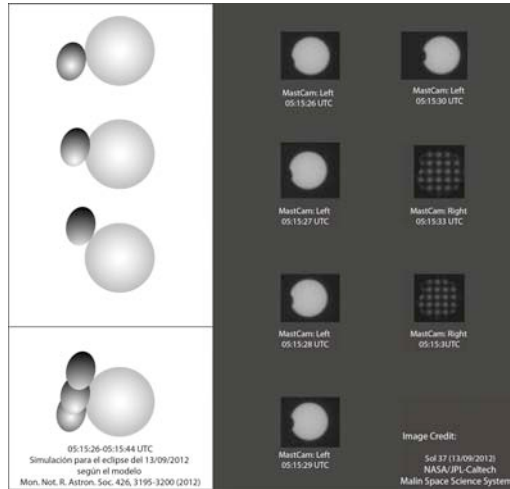 MastCam: Left
05:15:26 UTC
MastCam: Left
05:15:30 UTC
MastCam: Left
05:15:27 UTC
MastCam: Right
05:15:33 UTC
MastCam: Left
05:15:28 UTC
MastCam: Right
05:15:3UTC
MastCam: Left
05:15:29 UTC
05:15:26-05:15:44 UTC
Simulación para el eclipse del 13/09/2012
según el modelo
Mon. Not. R. Astron. Soc. 426, 3195-3200 (2012)
Image Credit:
Sol 37 (13/09/2012)
NASA/JPL-Caltech
Malin Space Science System